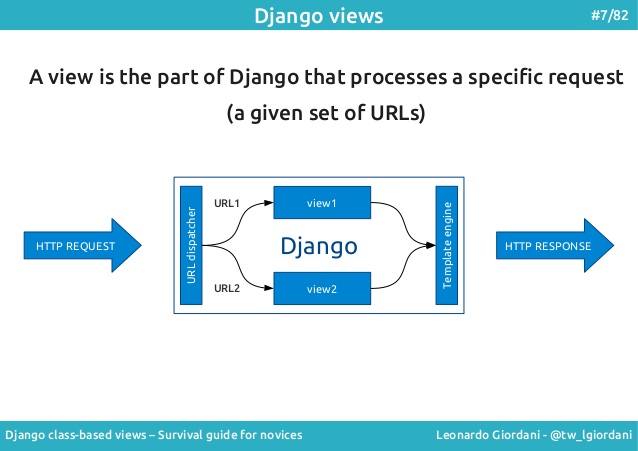 Django views
#7/82
A view is the part of Django that processes a specific request
(a given set of URLs)
HTTP REQUEST
URL dispatcher
URL1
URL2
view1
Django
view2
Template engine
HTTP RESPONSE
Django class-based views – Survival guide for novices
Leonardo Giordani - @tw_lgiordani